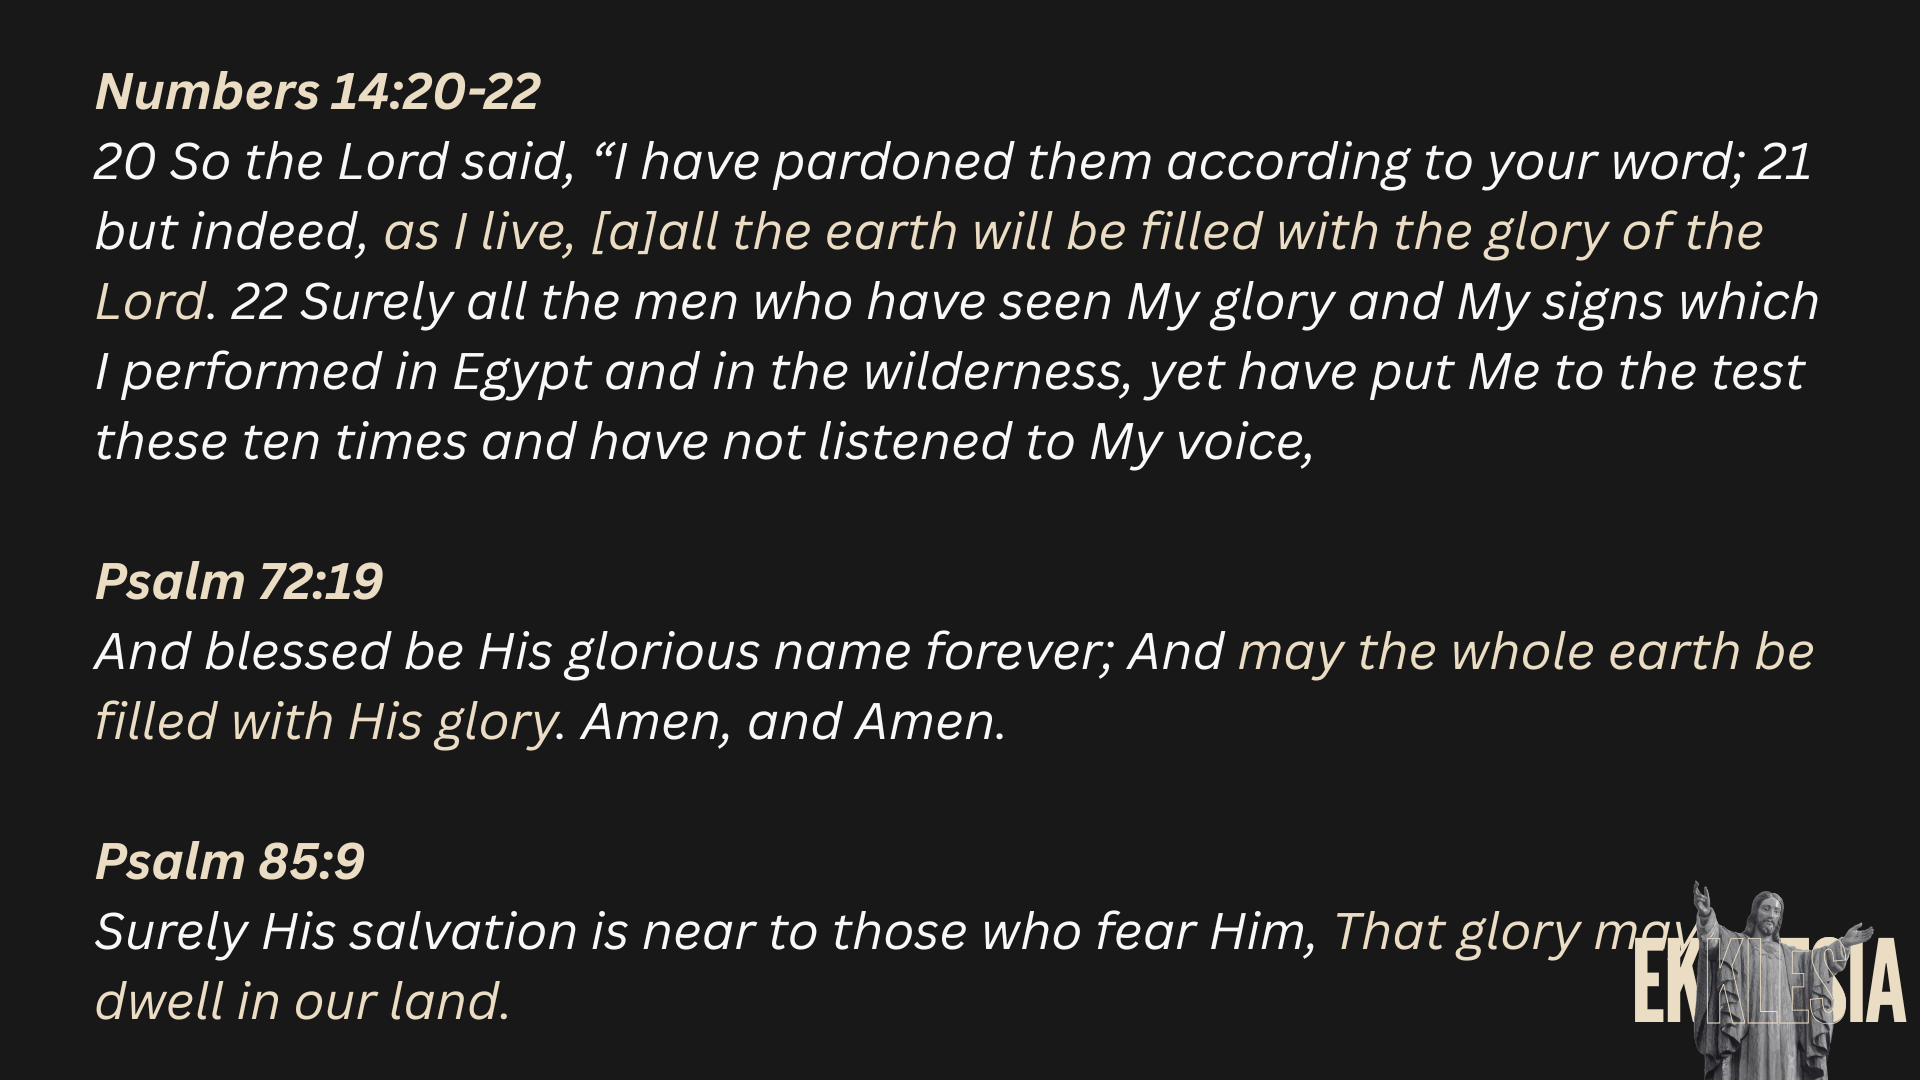 Numbers 14:20-22
20 So the Lord said, “I have pardoned them according to your word; 21
but indeed, as I live, [a]all the earth will be filled with the glory of the
Lord. 22 Surely all the men who have seen My glory and My signs which
I performed in Egypt and in the wilderness, yet have put Me to the test
these ten times and have not listened to My voice,
Psalm 72:19
And blessed be His glorious name forever; And may the whole earth be
filled with His glory. Amen, and Amen.
Psalm 85:9
Surely His salvation is near to those who fear Him, That glory may
dwell in our land.
EKKLESIA